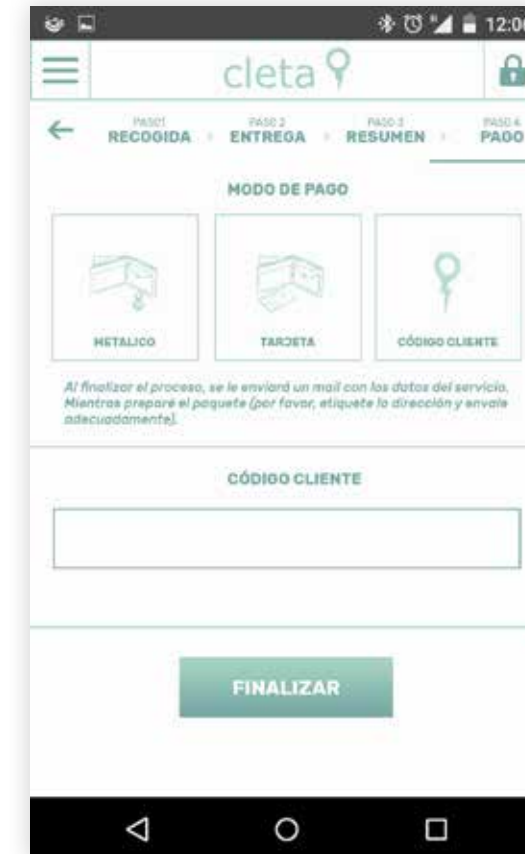 12:06
cleta
PASO1 PASO 2 PASO 3 PASO 4
RECOGIDA ENTREGA RESUMEN PAGO
MODO DE PAGO
METALICO TARJETA CÓDIGO CLIENTE
Al finalizar el proceso, se le enviará un mail con los datos del servicio.
Mientras prepare el paquete (por favor, etiquete la dirección y envale
adecuadamente).
CÓDIGO CLIENTE
FINALIZAR